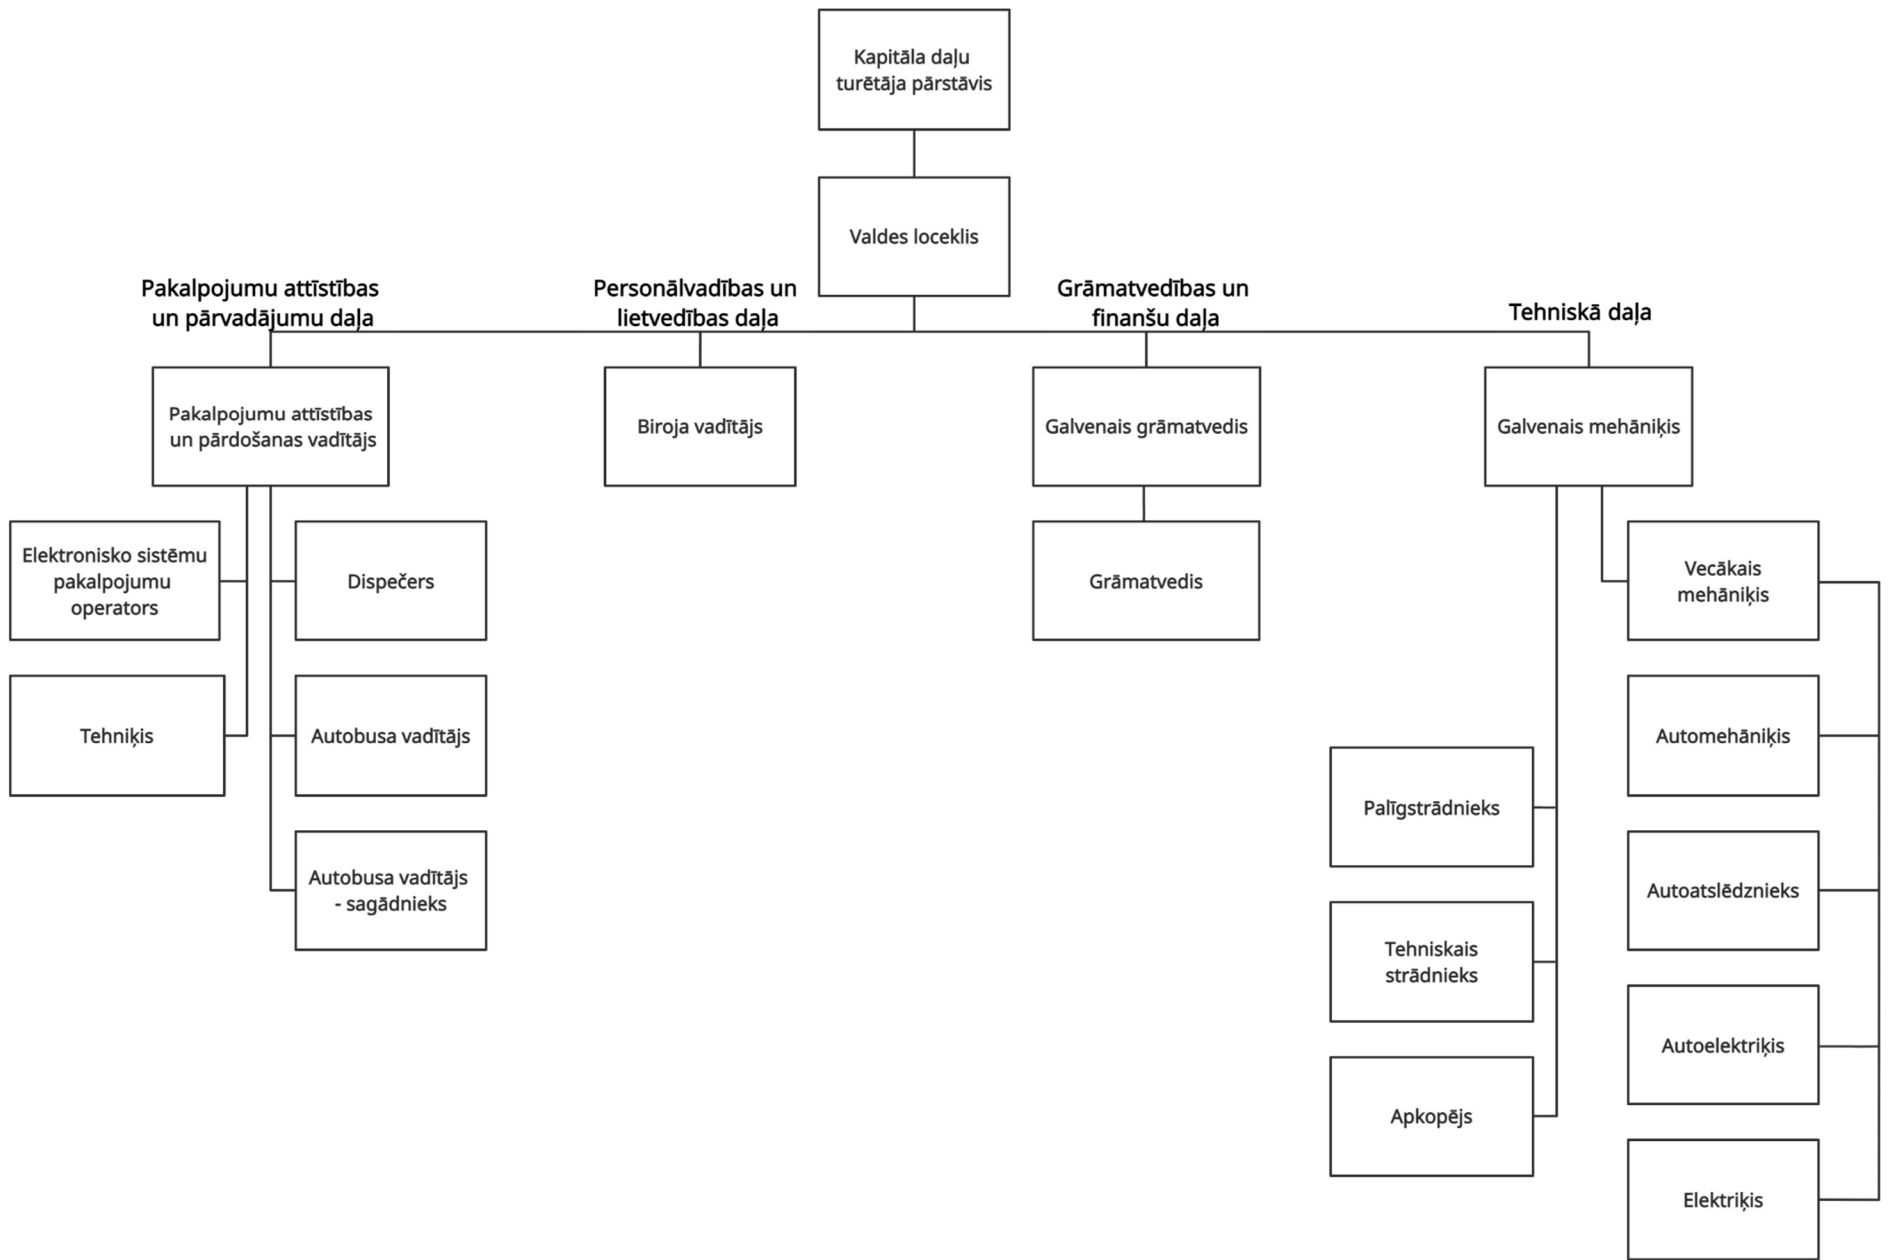 Kapitāla daļu
turētāja pārstāvis
Valdes loceklis
Pakalpojumu attīstības
un pārvadājumu daļa
Personālvadības un
lietvedības daļa
Grāmatvedības un
finanšu daļa
Tehniskā daļa
Pakalpojumu attīstības
un pārdošanas vadītājs
Biroja vadītājs
Galvenais grāmatvedis
Galvenais mehāniķis
Elektronisko sistēmu
pakalpojumu
operators
Dispečers
Grāmatvedis
Vecākais
mehāniķis
Tehniķis
Autobusa vadītājs
Automehāniķis
Palīgstrādnieks
Autobusa vadītājs
- sagādnieks
Autoatslēdznieks
Tehniskais
strādnieks
Autoelektriķis
Apkopējs
Elektriķis